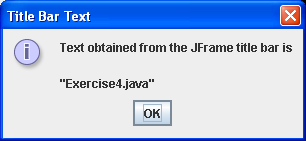 Title Bar Text
Text obtained from the JFrame title bar is
"Exercise4.java"
OK